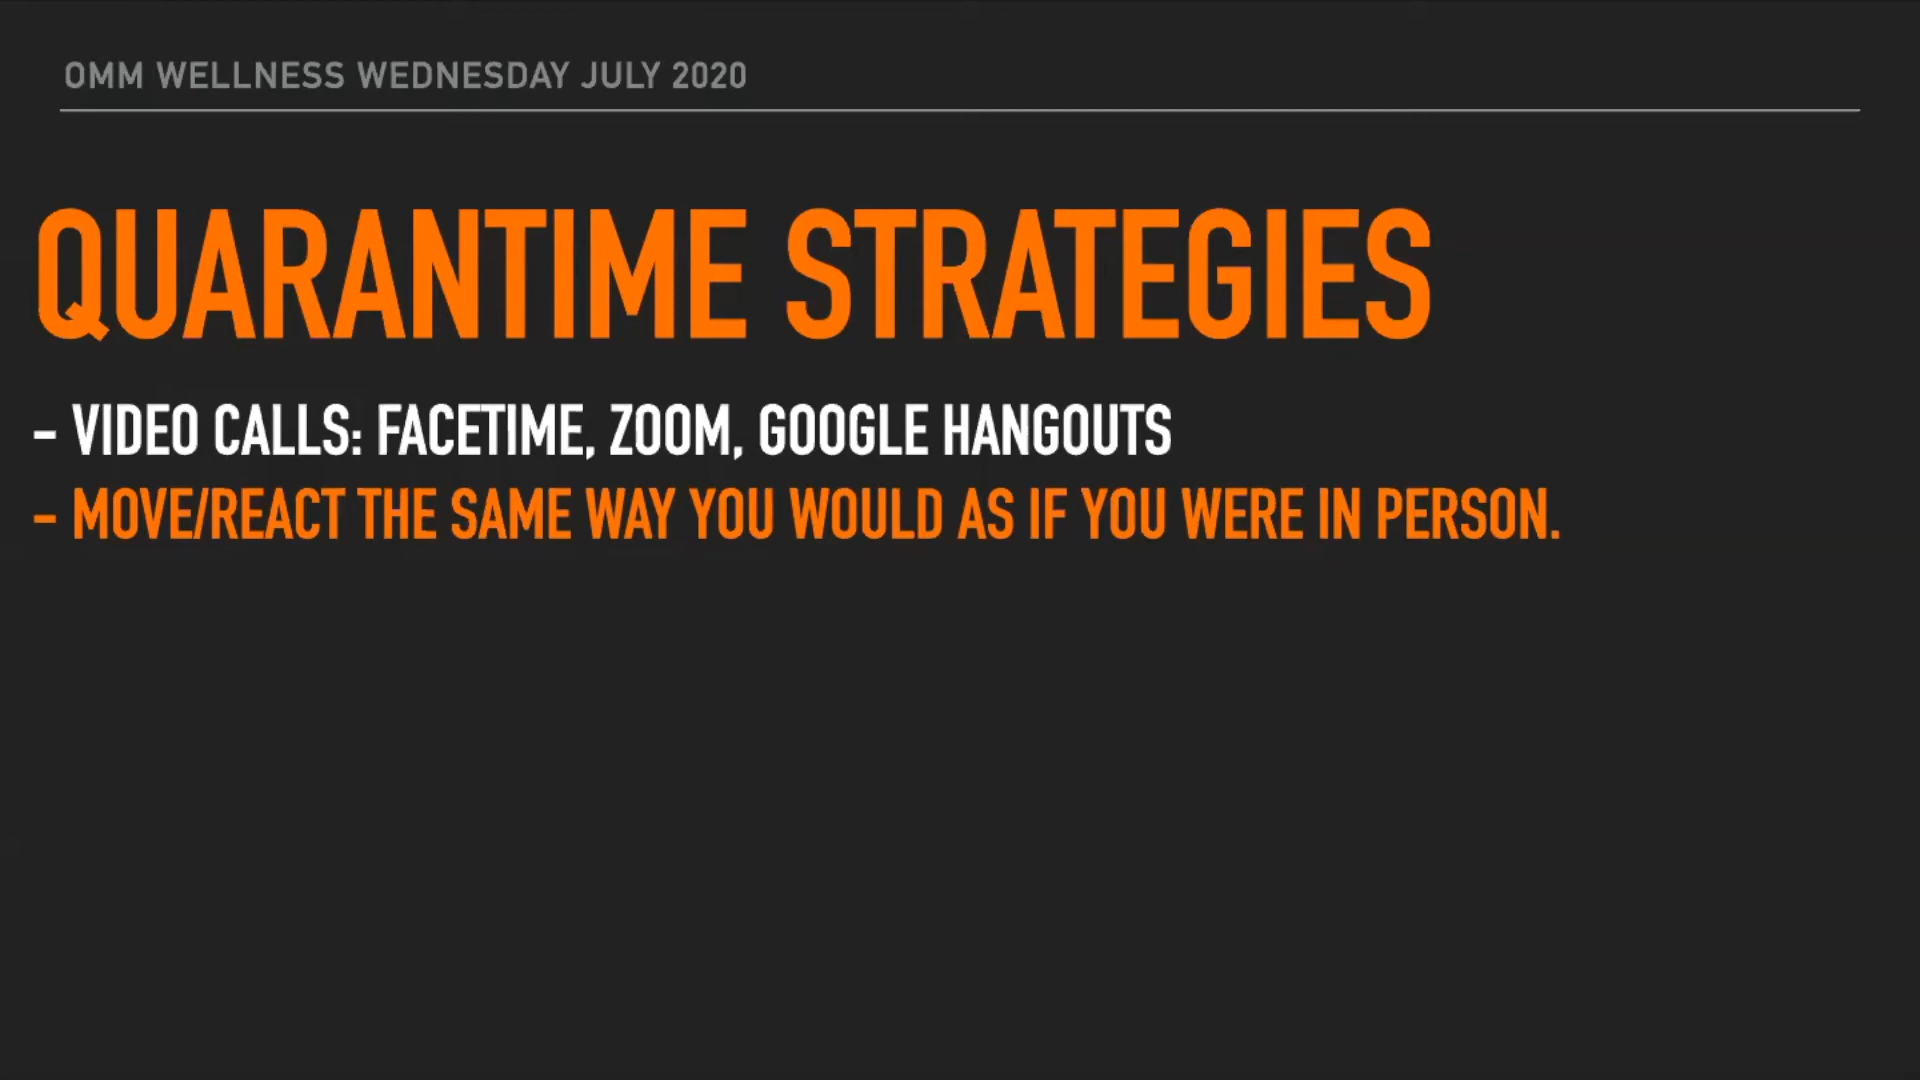 OMM WELLNESS WEDNESDAY JULY 2020
QUARANTIME STRATEGIES
- VIDEO CALLS: FACETIME, ZOOM, GOOGLE HANGOUTS
- MOVE/REACT THE SAME WAY YOU WOULD AS IF YOU WERE IN PERSON.